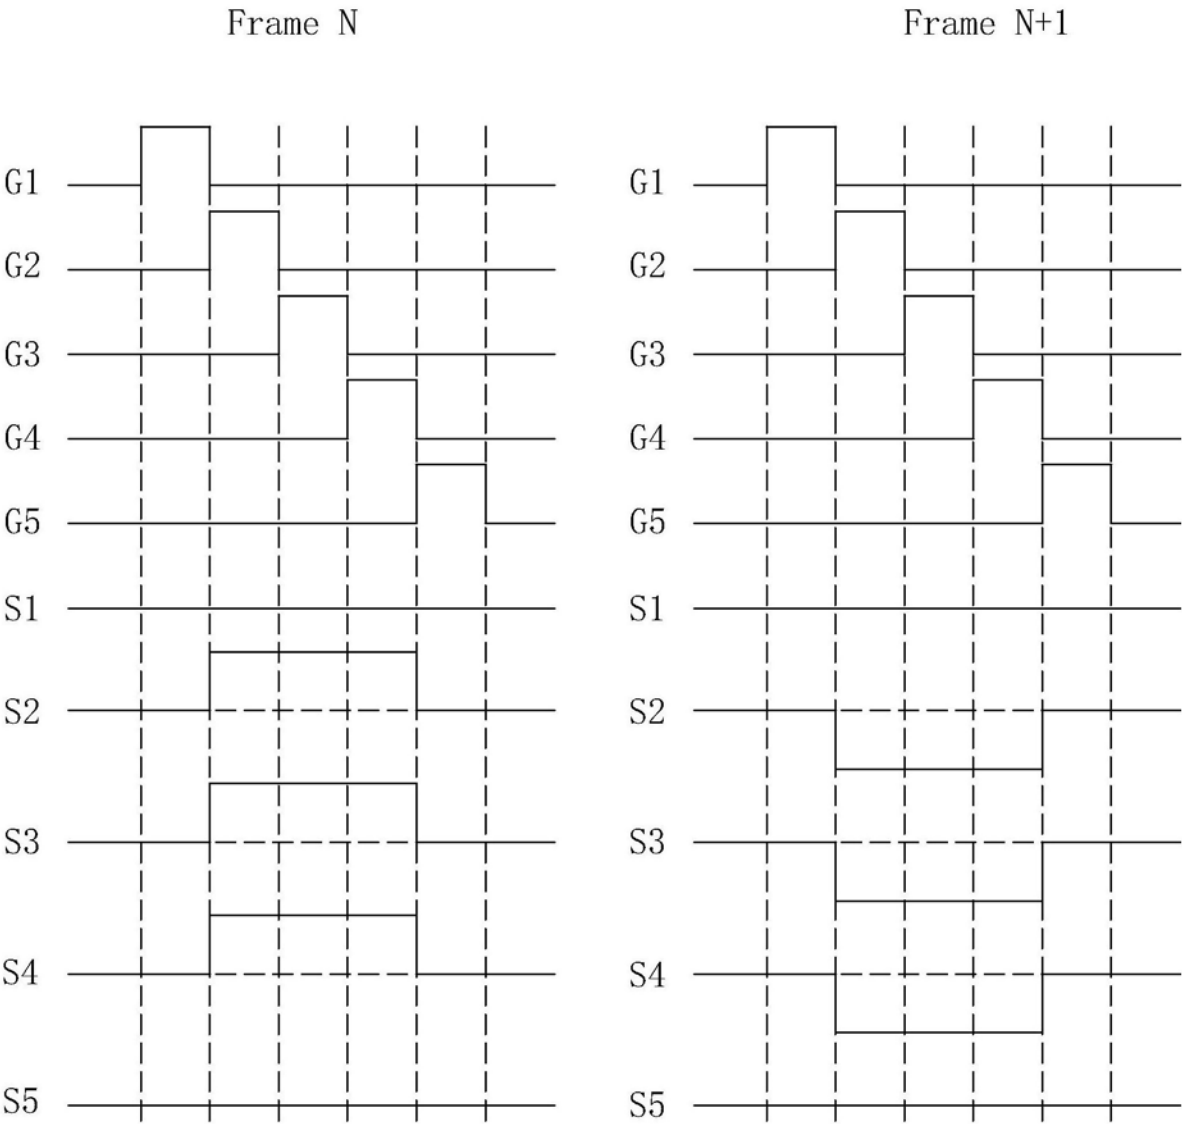 Frame N Frame N+1
G1 G1
G2 G2
G3 G3
G4 G4
G5 G5
S1 S1
S2 S2
S3 S3
S4 S4
S5 S5